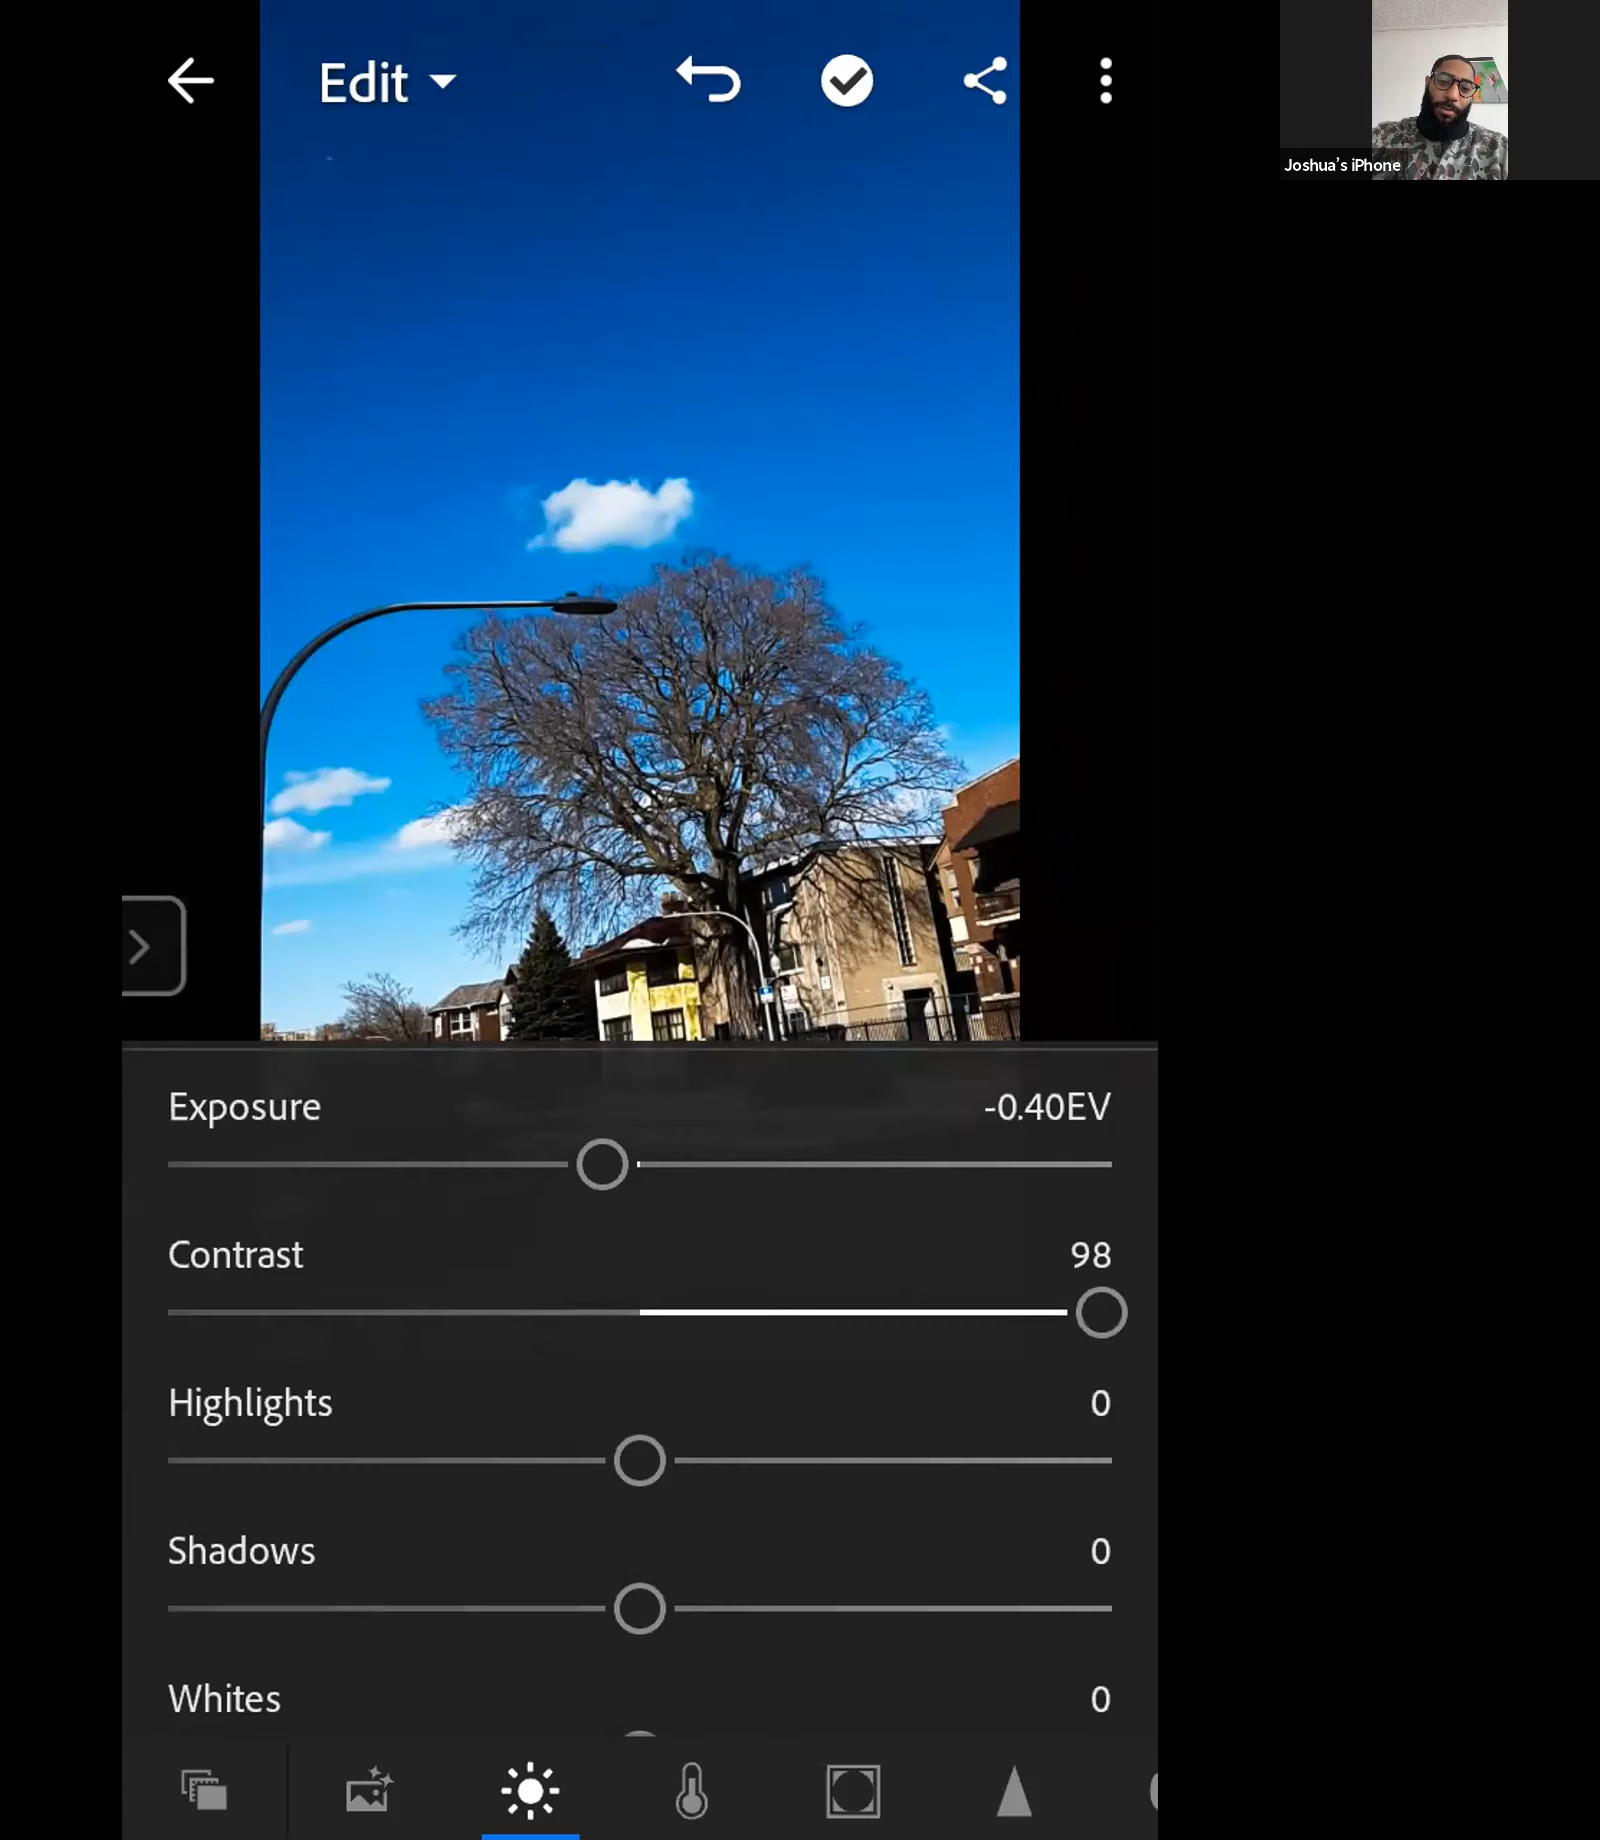 Edit
Joshua's iPhone
Exposure -0.40EV
Contrast 98
Highlights 0
Shadows 0
Whites 0